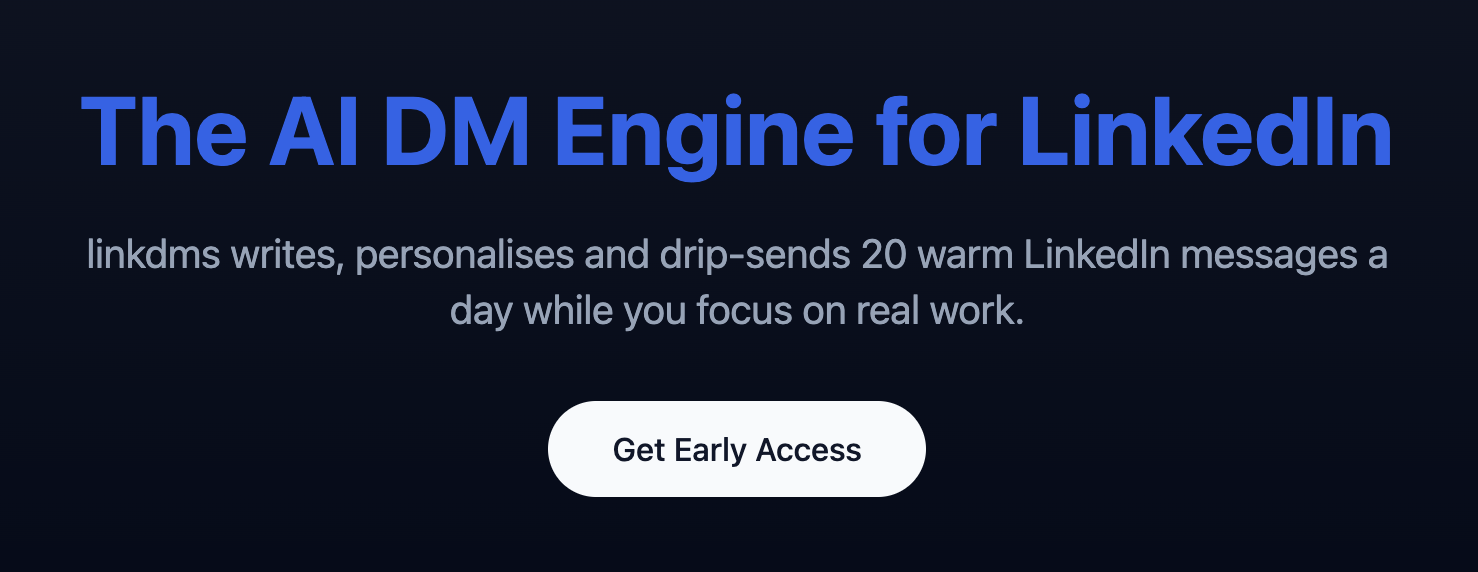 The AI DM Engine for LinkedIn
linkdms writes, personalises and drip-sends 20 warm LinkedIn messages a
day while you focus on real work.
Get Early Access